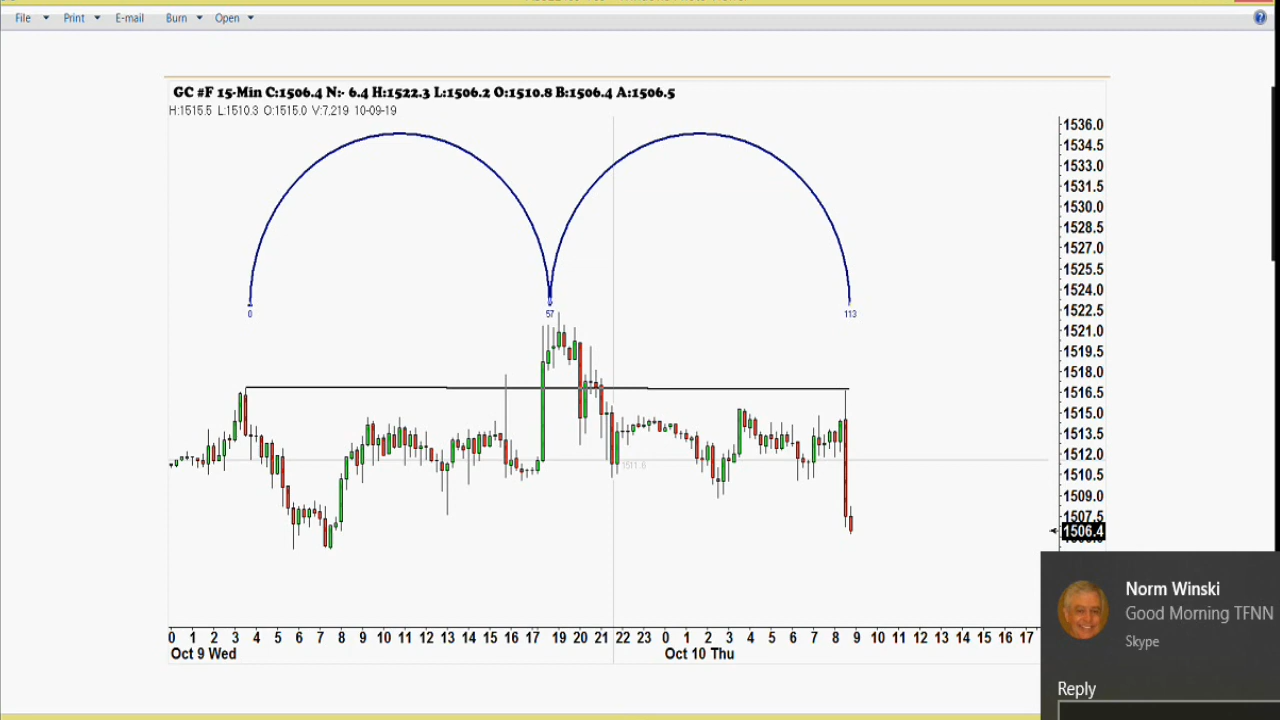 File Print E-mail Burn Open
GC #F 15-Min C:1506.4 N:- 6.4 H:1522.3 L:1506.2 O:1510.8 B:1506.4 A:1506.5
H:1515.5 L:1510.3 O:1515.0 V:7,219 10-09-19
1536.0
1534.5
1533.0
1531.5
1530.0
1528.5
1527.0
1525.5
1524.0
0 57 113
1522.5
1521.0
1519.5
1518.0
1516.5
1515.0
1513.5
1512.0
1511.6
1510.5
1509.0
1507.5
1506.4
Norm Winski
Good Morning TFNN
Skype
0 1 2 3 4 5 6 7 8 9 10 11 12 13 14 15 16 17 19 20 21 22 23 0 1 2 3 4 5 6 7 8 9 10 11 12 13 14 15 16 17
Oct 9 Wed Oct 10 Thu
Reply